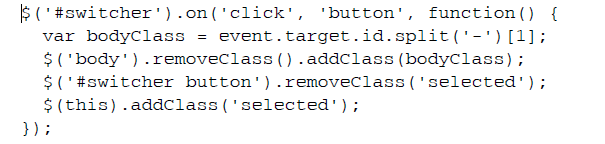 $('#switcher').on('click', 'button', function() {
  var bodyClass = event.target.id.split('-')[1];
  $('body').removeClass().addClass(bodyClass);
  $('#switcher button').removeClass('selected');
  $(this).addClass('selected');
});